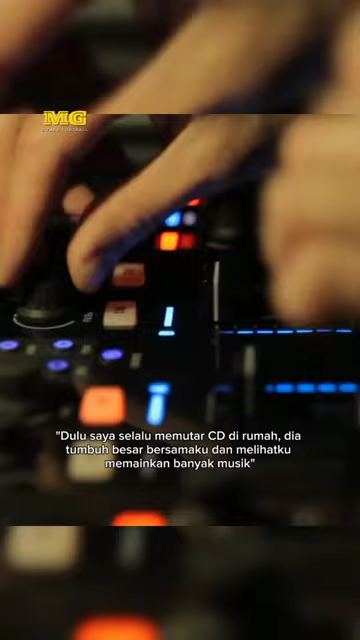 MG
"Dulu saya selalu memutar CD di rumah, dia
tumbuh besar bersamaku dan melihatku
memainkan banyak musik"